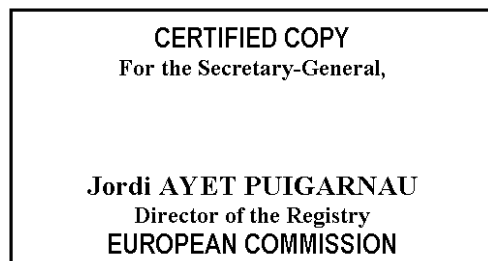 CERTIFIED COPY
For the Secretary-General,
Jordi AYET PUIGARNAU
Director of the Registry
EUROPEAN COMMISSION